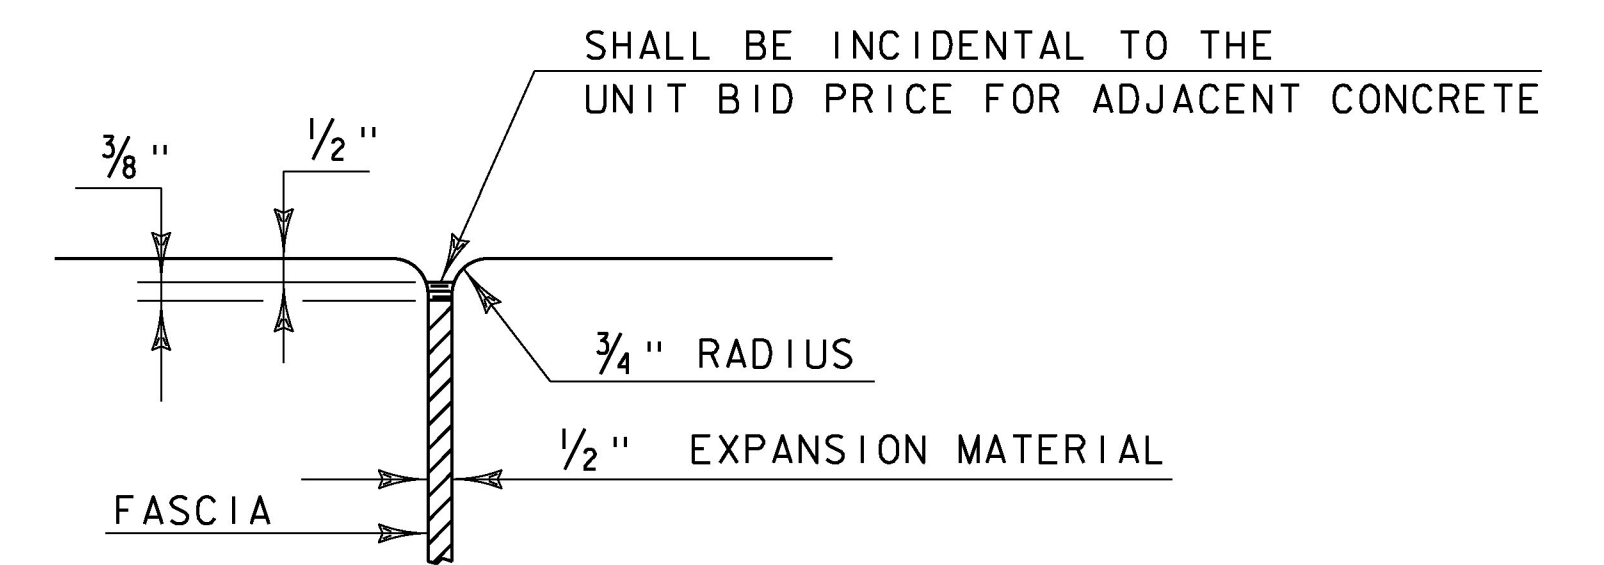 SHALL BE INCIDENTAL TO THE
UNIT BID PRICE FOR ADJACENT CONCRETE
3/8"
1/2"
3/4" RADIUS
1/2" EXPANSION MATERIAL
FASCIA